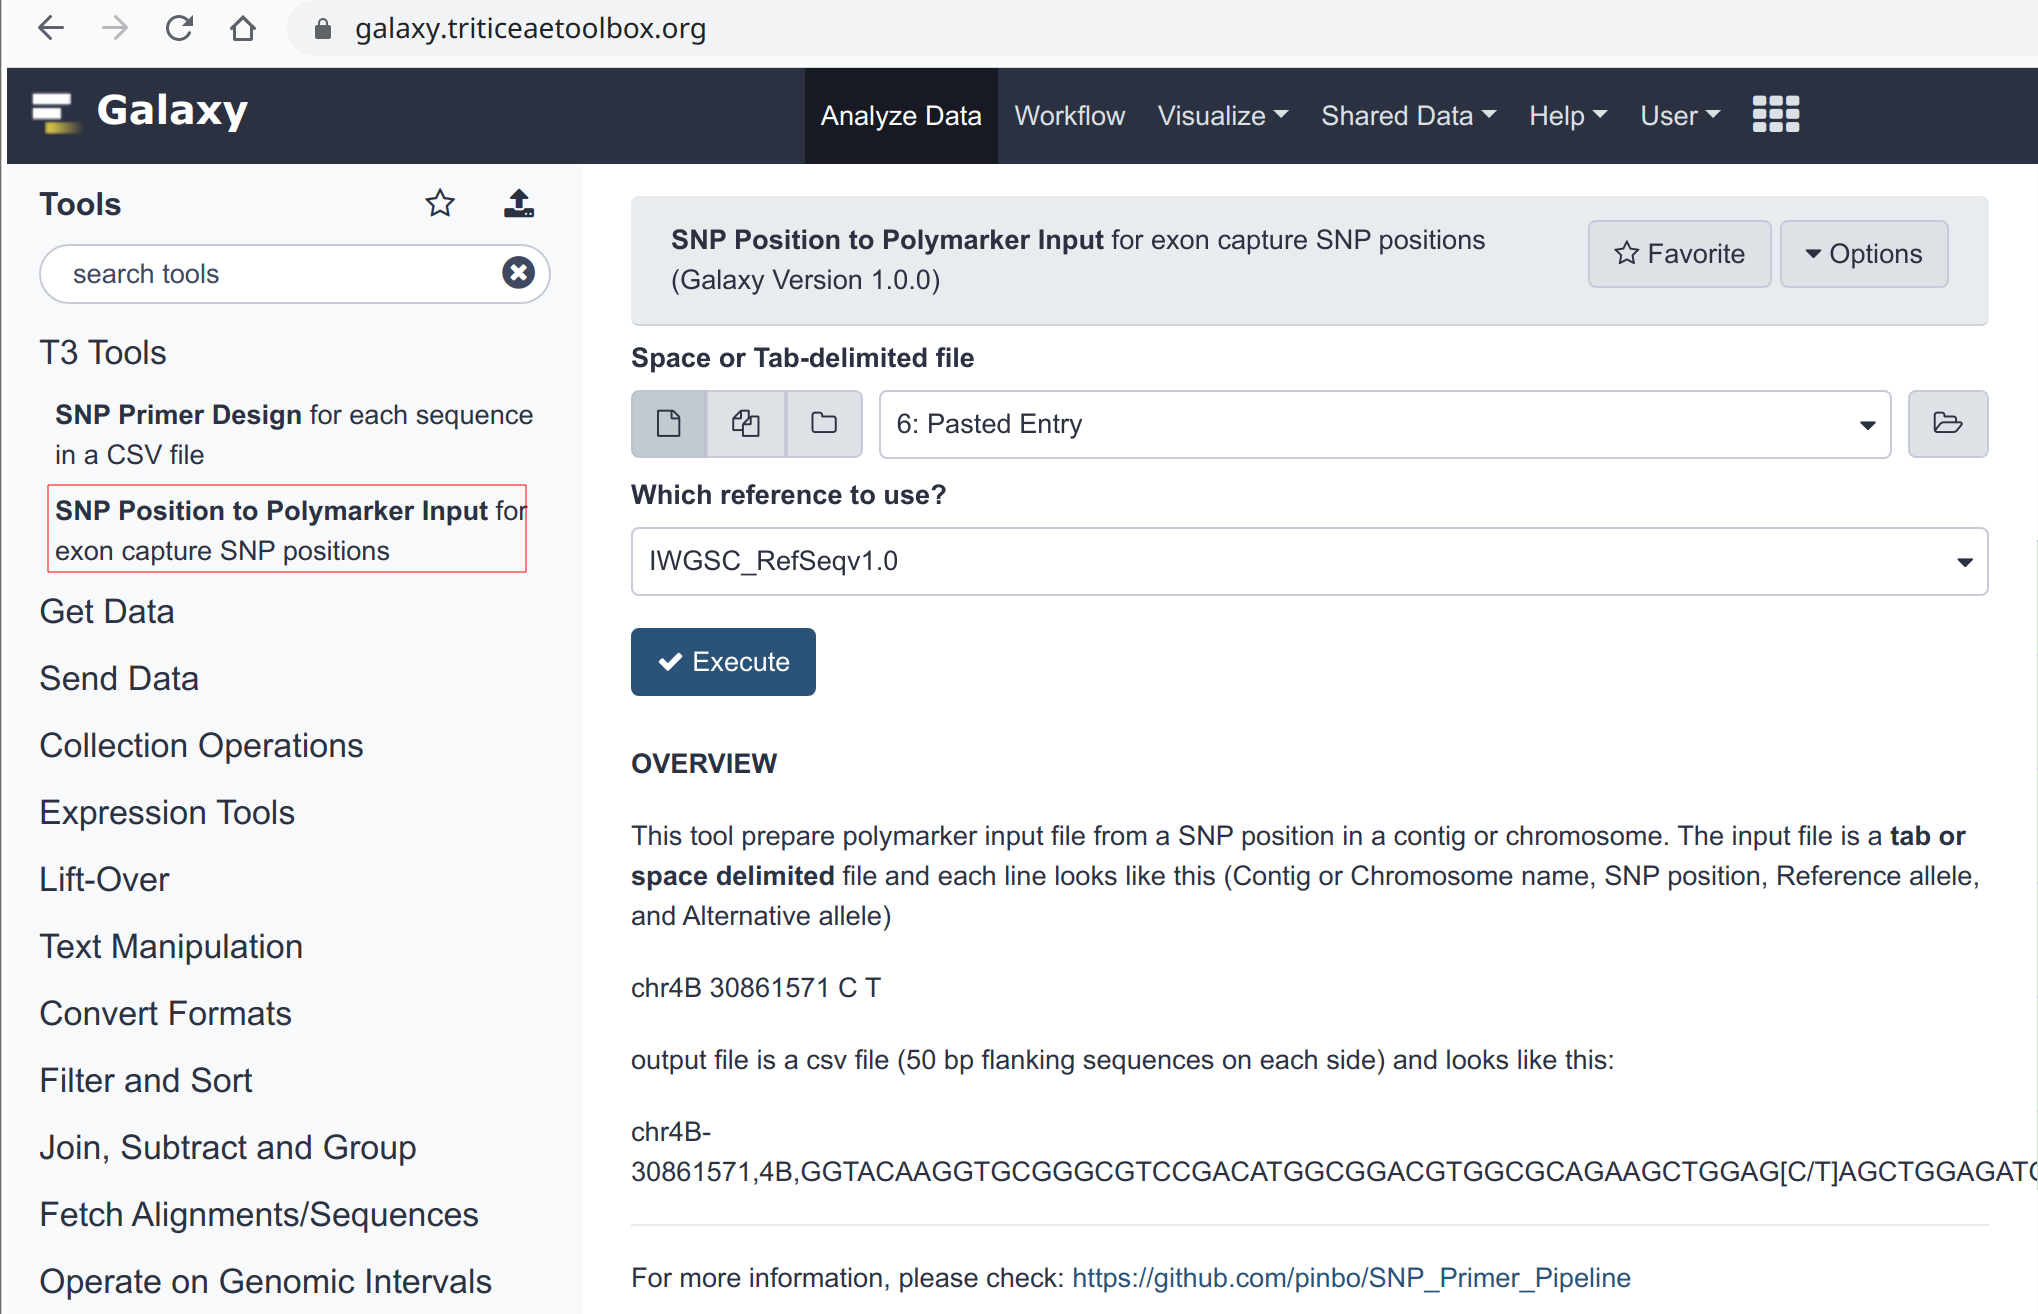 galaxy.triticeaetoolbox.org
Galaxy
Analyze Data Workflow Visualize Shared Data Help User
Tools
search tools
T3 Tools
SNP Primer Design for each sequence
in a CSV file
SNP Position to Polymarker Input for
exon capture SNP positions
Get Data
Send Data
Collection Operations
Expression Tools
Lift-Over
Text Manipulation
Convert Formats
Filter and Sort
Join, Subtract and Group
Fetch Alignments/Sequences
Operate on Genomic Intervals
SNP Position to Polymarker Input for exon capture SNP positions
(Galaxy Version 1.0.0)
Favorite
Options
Space or Tab-delimited file
6: Pasted Entry
Which reference to use?
IWGSC_RefSeqv1.0
Execute
OVERVIEW
This tool prepare polymarker input file from a SNP position in a contig or chromosome. The input file is a tab or
space delimited file and each line looks like this (Contig or Chromosome name, SNP position, Reference allele,
and Alternative allele)
chr4B 30861571 C T
output file is a csv file (50 bp flanking sequences on each side) and looks like this:
chr4B-
30861571,4B,GGTACAAGGTGCGGGCGTCCGACATGGCGGACGTGGCGCAGAAGCTGGAG[C/T]AGCTGGAGATC
For more information, please check: https://github.com/pinbo/SNP_Primer_Pipeline